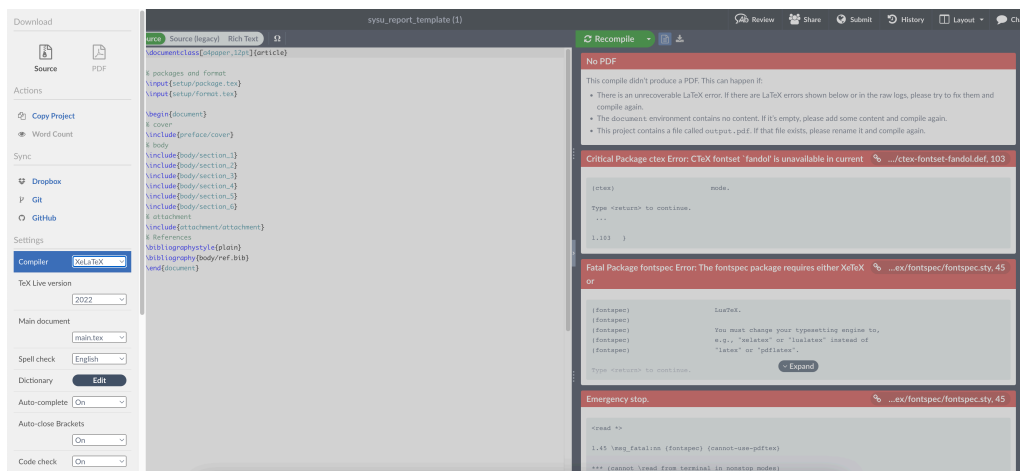 Download
Source
PDF
Actions
Copy Project
Word Count
Sync
Dropbox
Git
GitHub
Settings
Compiler XeLaTeX
TeX Live version
2022
Main document
main.tex
Spell check English
Dictionary Edit
Auto-complete On
Auto-close Brackets
On
Code check On
sysu_report_template (1)
Review Share Submit History Layout Ch
urce Source (legacy) Rich Text Ω
\documentclass[a4paper,12pt]{article}
% packages and format
\input{setup/package.tex}
\input{setup/format.tex}
\begin{document}
% cover
\include{preface/cover}
% body
\include{body/section_1}
\include{body/section_2}
\include{body/section_3}
\include{body/section_4}
\include{body/section_5}
\include{body/section_6}
% attachment
\include{attachment/attachment}
% References
\bibliographystyle{plain}
\bibliography{body/ref.bib}
\end{document}
Recompile
No PDF
This compile didn't produce a PDF. This can happen if:
• There is an unrecoverable LaTeX error. If there are LaTeX errors shown below or in the raw logs, please try to fix them and
compile again.
• The document environment contains no content. If it's empty, please add some content and compile again.
• This project contains a file called output.pdf. If that file exists, please rename it and compile again.
Critical Package ctex Error: CTeX fontset `fandol' is unavailable in current .../ctex-fontset-fandol.def, 103
(ctex) mode.
Type <return> to continue.
...
l.103 }
Fatal Package fontspec Error: The fontspec package requires either XeTeX ...ex/fontspec/fontspec.sty, 45
or
(fontspec) LuaTeX.
(fontspec)
(fontspec) You must change your typesetting engine to,
(fontspec) e.g., "xelatex" or "lualatex" instead of
(fontspec) "latex" or "pdflatex".
Type <return> to continue.
Expand
Emergency stop. ...ex/fontspec/fontspec.sty, 45
<read *>
l.45 \msg_fatal:nn {fontspec} {cannot-use-pdftex}
*** (cannot \read from terminal in nonstop modes)